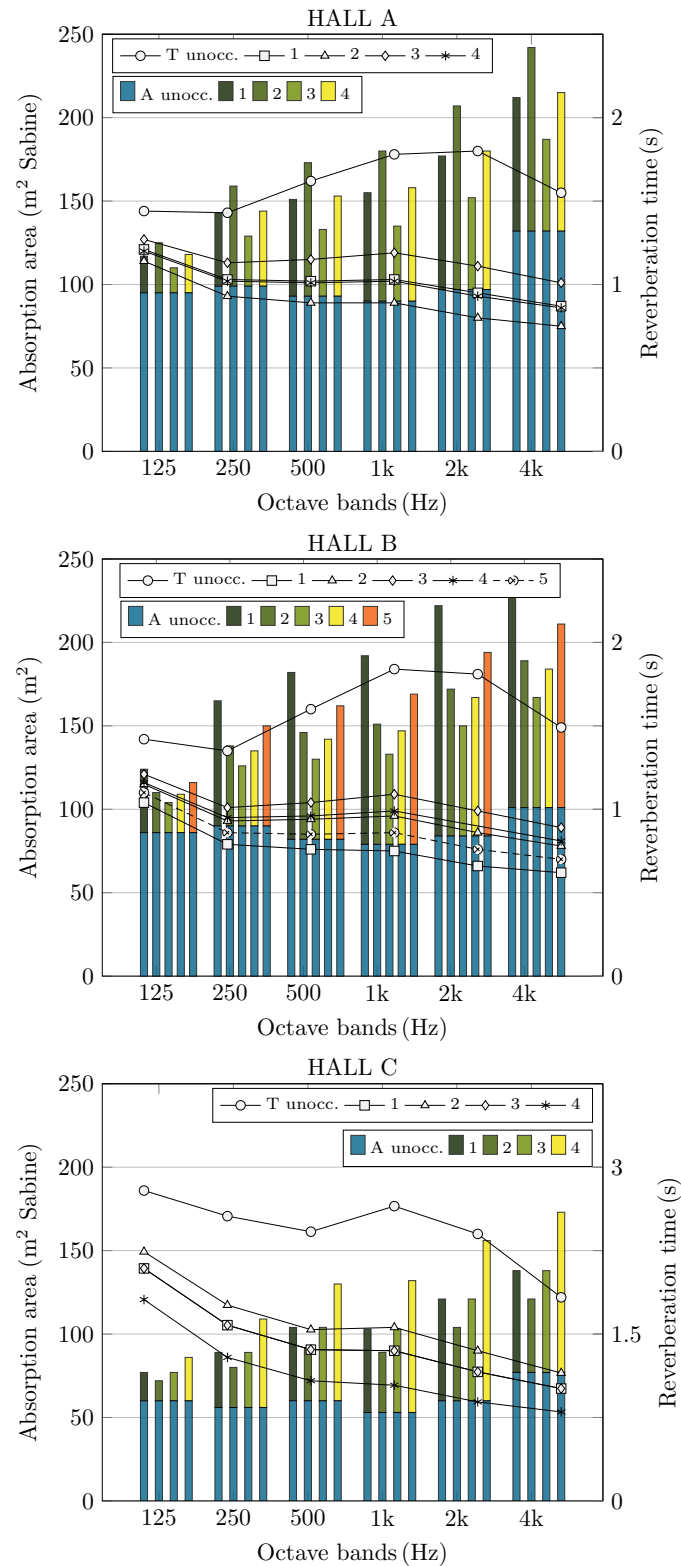 HALL A
T unocc. 1 2 3 4
A unocc. 1 2 3 4
Absorption area (m² Sabine)
250
200
150
100
50
0
Reverberation time (s)
2
1
0
125 250 500 1k 2k 4k
Octave bands (Hz)
HALL B
T unocc. 1 2 3 4 5
A unocc. 1 2 3 4 5
Absorption area (m²)
250
200
150
100
50
0
Reverberation time (s)
2
1
0
125 250 500 1k 2k 4k
Octave bands (Hz)
HALL C
T unocc. 1 2 3 4
A unocc. 1 2 3 4
Absorption area (m² Sabine)
250
200
150
100
50
0
Reverberation time (s)
3
1.5
0
125 250 500 1k 2k 4k
Octave bands (Hz)